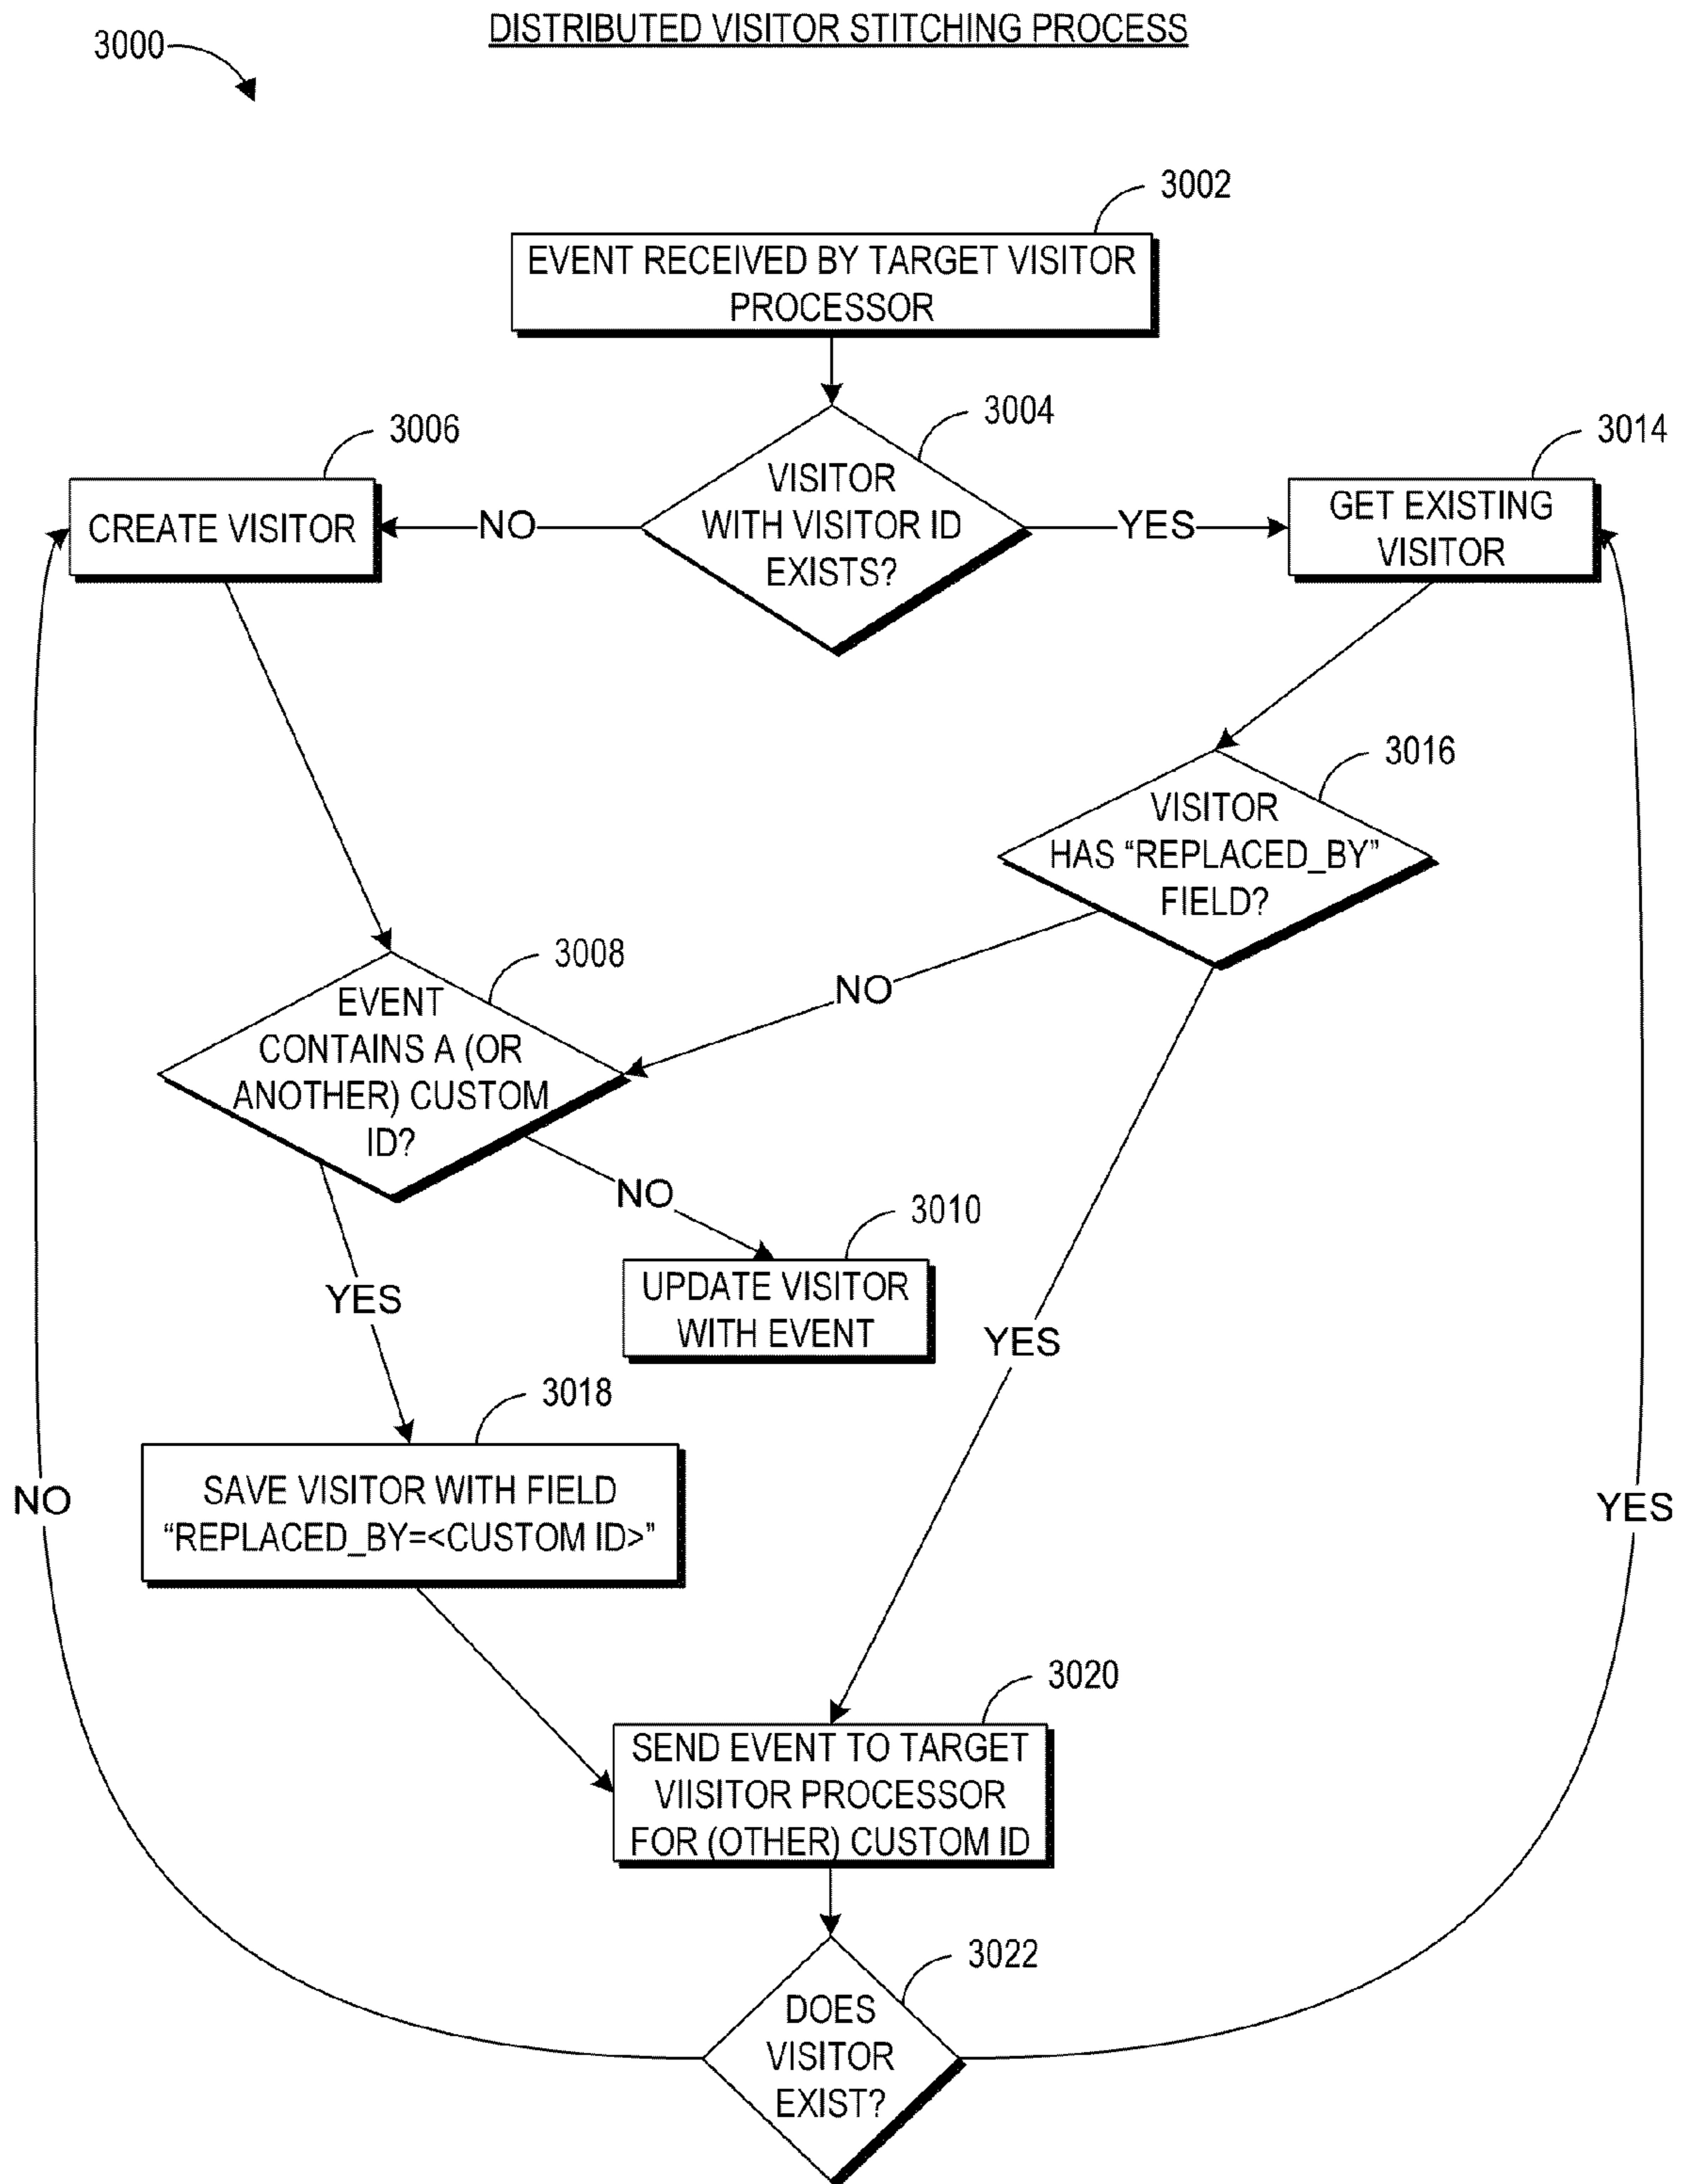 DISTRIBUTED VISITOR STITCHING PROCESS
3000
3002
EVENT RECEIVED BY TARGET VISITOR
PROCESSOR
3004
VISITOR
WITH VISITOR ID
EXISTS?
NO
YES
3006
CREATE VISITOR
3014
GET EXISTING
VISITOR
3016
VISITOR
HAS “REPLACED_BY”
FIELD?
NO
YES
3008
EVENT
CONTAINS A (OR
ANOTHER) CUSTOM
ID?
NO
YES
3010
UPDATE VISITOR
WITH EVENT
3018
SAVE VISITOR WITH FIELD
“REPLACED_BY=<CUSTOM ID>”
3020
SEND EVENT TO TARGET
VIISITOR PROCESSOR
FOR (OTHER) CUSTOM ID
3022
DOES
VISITOR
EXIST?
NO
YES